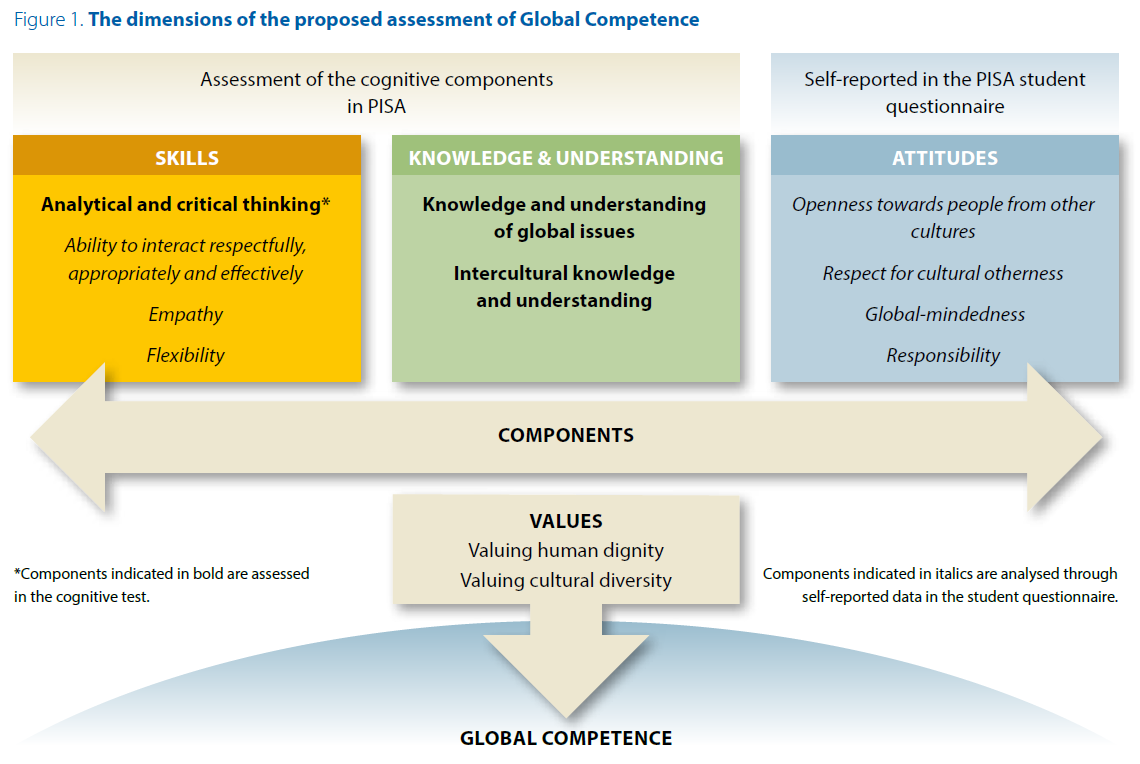 Figure 1. The dimensions of the proposed assessment of Global Competence
Assessment of the cognitive components
in PISA
Self-reported in the PISA student
questionnaire
SKILLS
Analytical and critical thinking*
Ability to interact respectfully,
appropriately and effectively
Empathy
Flexibility
KNOWLEDGE & UNDERSTANDING
Knowledge and understanding
of global issues
Intercultural knowledge
and understanding
ATTITUDES
Openness towards people from other
cultures
Respect for cultural otherness
Global-mindedness
Responsibility
COMPONENTS
VALUES
Valuing human dignity
Valuing cultural diversity
*Components indicated in bold are assessed
in the cognitive test.
Components indicated in italics are analysed through
self-reported data in the student questionnaire.
GLOBAL COMPETENCE